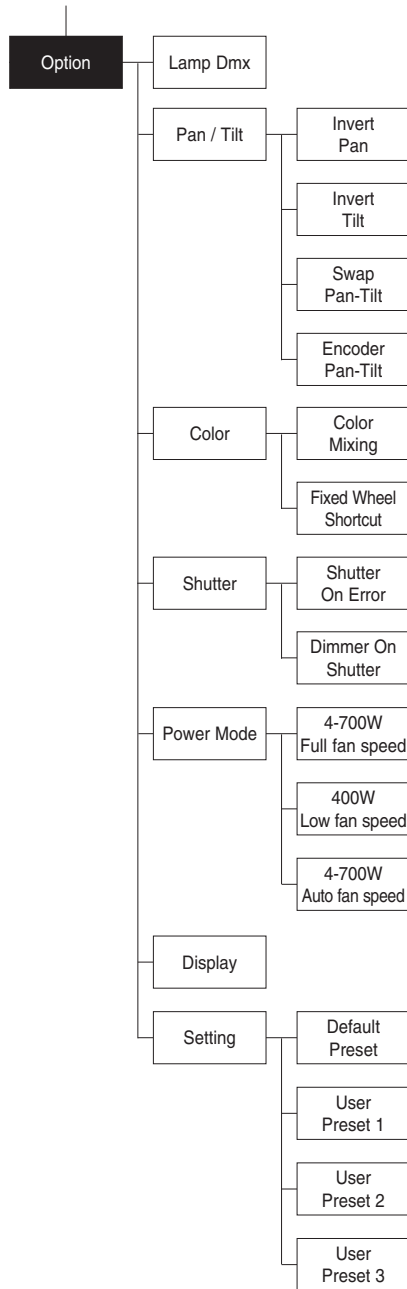 Option
Lamp Dmx
Pan / Tilt
Invert
Pan
Invert
Tilt
Swap
Pan-Tilt
Encoder
Pan-Tilt
Color
Color
Mixing
Fixed Wheel
Shortcut
Shutter
Shutter
On Error
Dimmer On
Shutter
Power Mode
4-700W
Full fan speed
400W
Low fan speed
4-700W
Auto fan speed
Display
Setting
Default
Preset
User
Preset 1
User
Preset 2
User
Preset 3